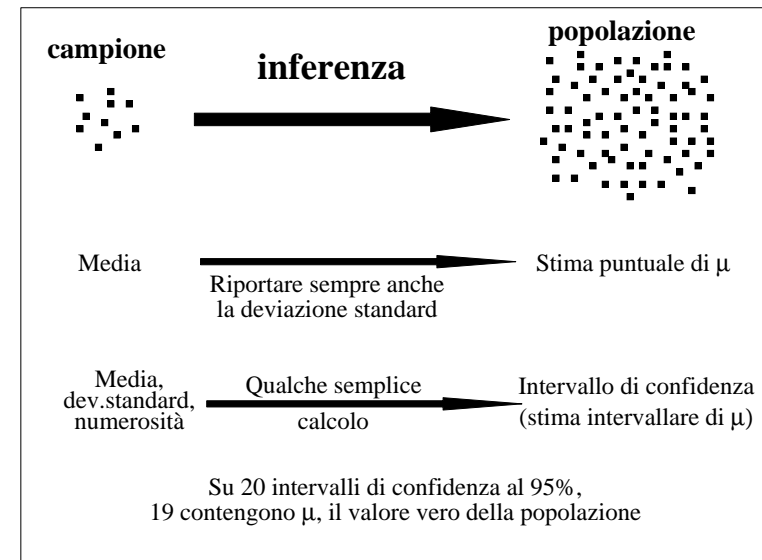 campione
inferenza
popolazione
Media
Riportare sempre anche
la deviazione standard
Stima puntuale di μ
Media,
dev.standard,
numerosità
Qualche semplice
calcolo
Intervallo di confidenza
(stima intervallare di μ)
Su 20 intervalli di confidenza al 95%,
19 contengono μ, il valore vero della popolazione